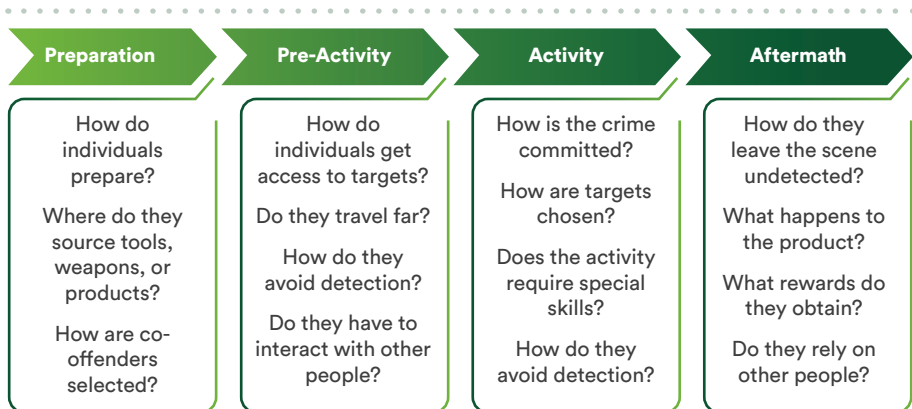 Preparation
Pre-Activity
Activity
Aftermath
How do
individuals
prepare?
Where do they
source tools,
weapons, or
products?
How are co-
offenders
selected?
How do
individuals get
access to targets?
Do they travel far?
How do they
avoid detection?
Do they have to
interact with other
people?
How is the crime
committed?
How are targets
chosen?
Does the activity
require special
skills?
How do they
avoid detection?
How do they
leave the scene
undetected?
What happens to
the product?
What rewards do
they obtain?
Do they rely on
other people?